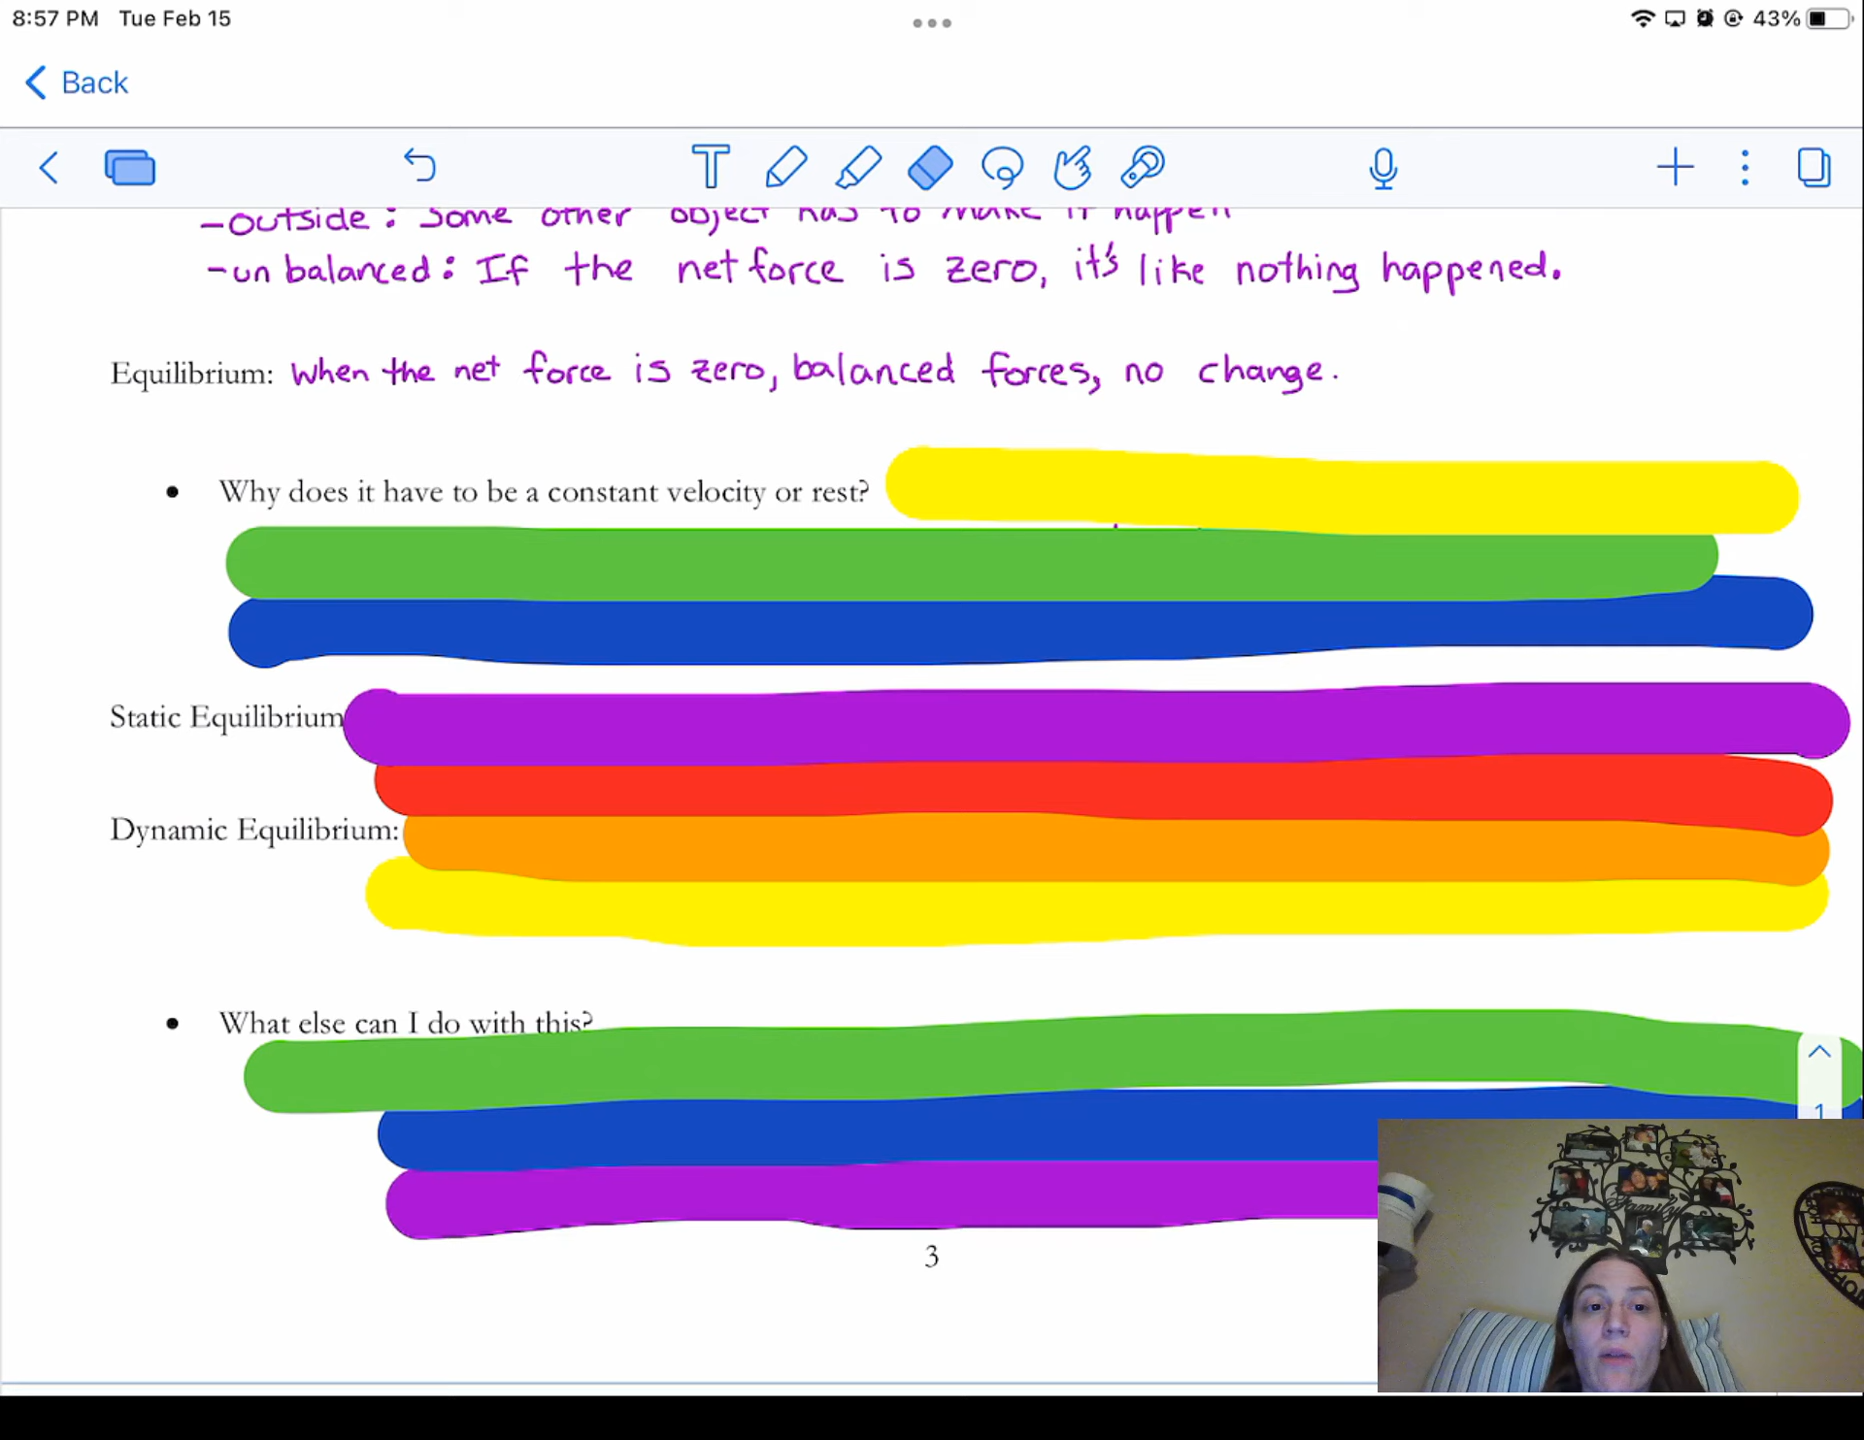 8:57 PM Tue Feb 15
43%
Back
T
-outside: Some other object has to make it happen
-unbalanced: If the net force is zero, it's like nothing happened.
Equilibrium: When the net force is zero, balanced forces, no change.
• Why does it have to be a constant velocity or rest?
Static Equilibrium
Dynamic Equilibrium:
• What else can I do with this?
1
Family
3